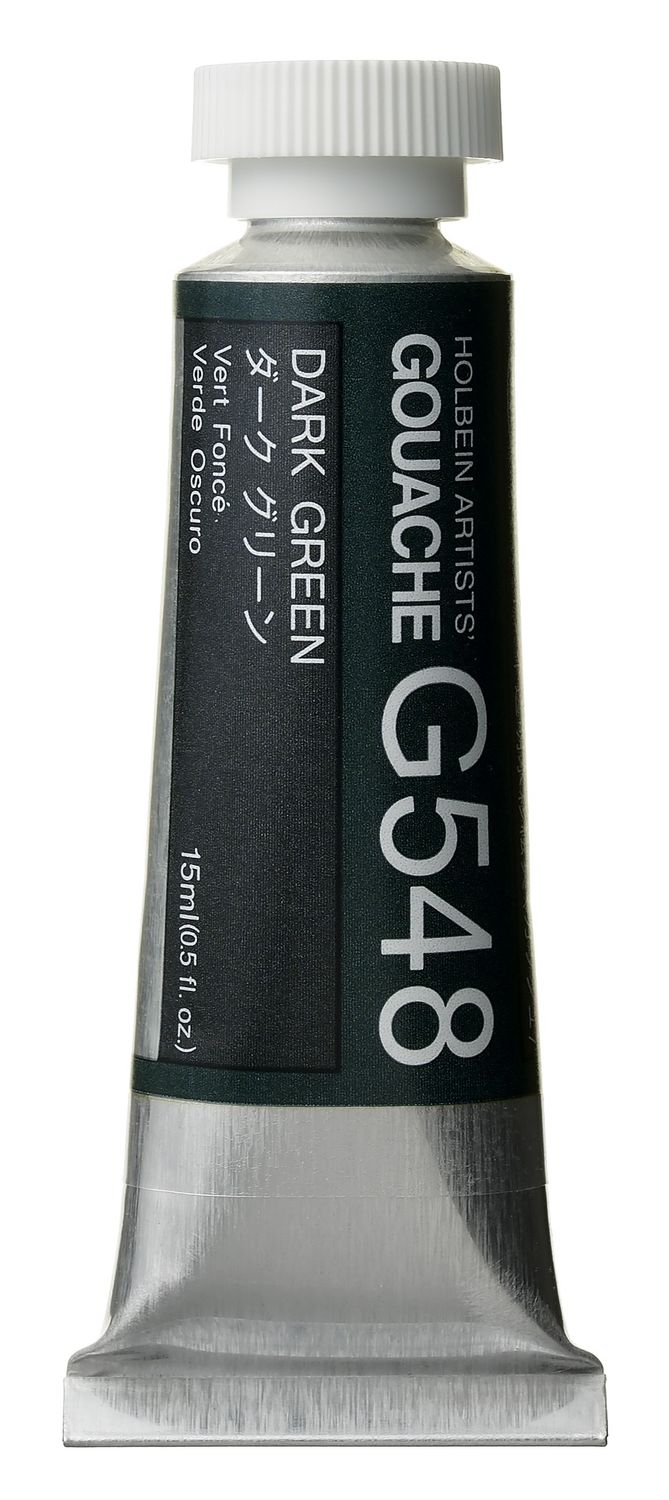 HOLBEIN ARTISTS'
GOUACHE G548
DARK GREEN
ダーク グリーン
Vert Foncé.
Verde Oscuro
15ml(0.5 fl. oz.)